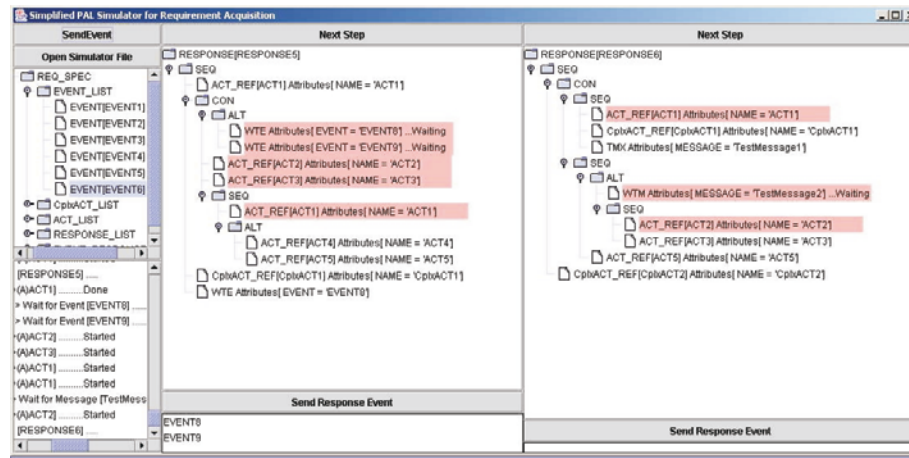 Simplified PAL Simulator for Requirement Acquisition
SendEvent
Open Simulator File
REQ_SPEC
EVENT_LIST
EVENT[EVENT1]
EVENT[EVENT2]
EVENT[EVENT3]
EVENT[EVENT4]
EVENT[EVENT5]
EVENT[EVENT6]
CplxACT_LIST
ACT_LIST
RESPONSE_LIST
[RESPONSE5] .....
(A)ACT1] .........Done
> Wait for Event [EVENT8] .....
> Wait for Event [EVENT9] .....
(A)ACT2] .........Started
(A)ACT3] .........Started
(A)ACT1] .........Started
(A)ACT1] .........Started
Wait for Message [TestMess
(A)ACT2] .........Started
[RESPONSE6] .....
Next Step
RESPONSE[RESPONSE5]
SEQ
ACT_REF[ACT1] Attributes[ NAME = 'ACT1']
CON
ALT
WTE Attributes[ EVENT = 'EVENT8'] ...Waiting
WTE Attributes[ EVENT = 'EVENT9'] ...Waiting
ACT_REF[ACT2] Attributes[ NAME = 'ACT2']
ACT_REF[ACT3] Attributes[ NAME = 'ACT3']
SEQ
ACT_REF[ACT1] Attributes[ NAME = 'ACT1']
ALT
ACT_REF[ACT4] Attributes[ NAME = 'ACT4']
ACT_REF[ACT5] Attributes[ NAME = 'ACT5']
CplxACT_REF[CplxACT1] Attributes[ NAME = 'CplxACT1']
WTE Attributes[ EVENT = 'EVENT8']
Send Response Event
EVENT8
EVENT9
Next Step
RESPONSE[RESPONSE6]
SEQ
CON
SEQ
ACT_REF[ACT1] Attributes[ NAME = 'ACT1']
CplxACT_REF[CplxACT1] Attributes[ NAME = 'CplxACT1']
TMX Attributes[ MESSAGE = 'TestMessage1']
SEQ
ALT
WTM Attributes[ MESSAGE = 'TestMessage2'] ...Waiting
SEQ
ACT_REF[ACT2] Attributes[ NAME = 'ACT2']
ACT_REF[ACT3] Attributes[ NAME = 'ACT3']
ACT_REF[ACT5] Attributes[ NAME = 'ACT5']
CplxACT_REF[CplxACT2] Attributes[ NAME = 'CplxACT2']
Send Response Event